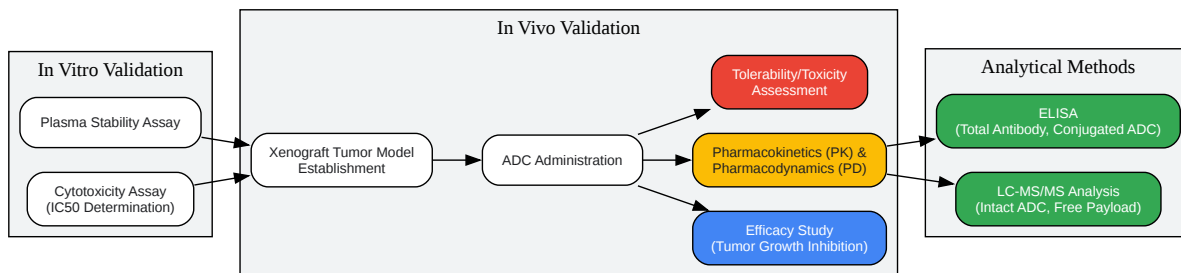 In Vitro Validation
Plasma Stability Assay
Cytotoxicity Assay
(IC50 Determination)
In Vivo Validation
Xenograft Tumor Model
Establishment
ADC Administration
Tolerability/Toxicity
Assessment
Pharmacokinetics (PK) &
Pharmacodynamics (PD)
Efficacy Study
(Tumor Growth Inhibition)
Analytical Methods
ELISA
(Total Antibody, Conjugated ADC)
LC-MS/MS Analysis
(Intact ADC, Free Payload)